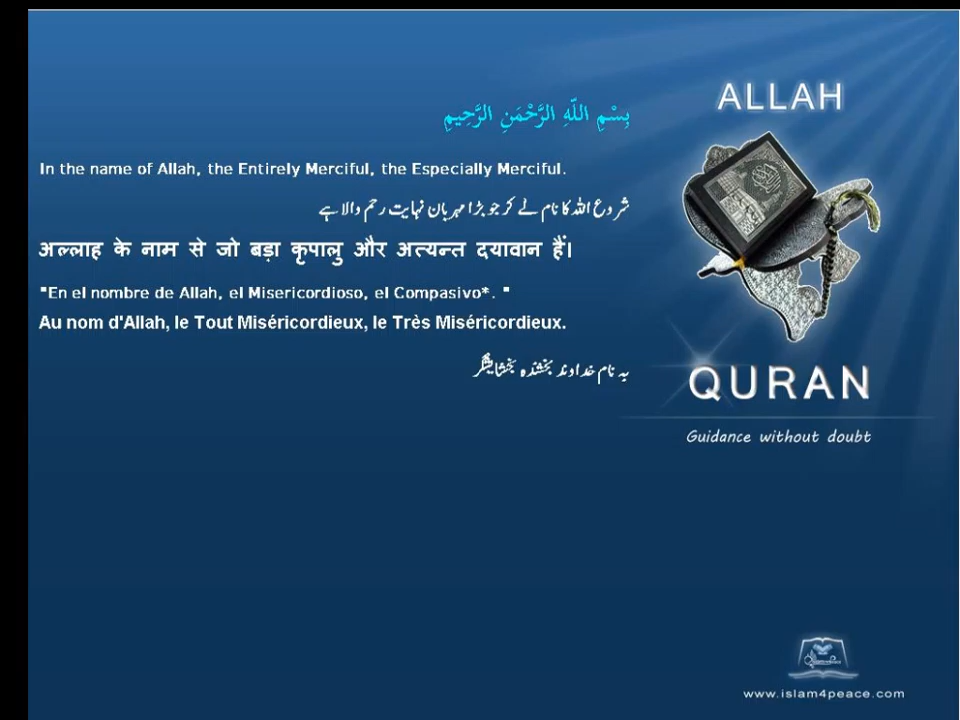 بِسْمِ اللَّهِ الرَّحْمَنِ الرَّحِيمِ
In the name of Allah, the Entirely Merciful, the Especially Merciful.
شروع اللہ کا نام لے کر جو بڑا مہربان نہایت رحم والا ہے
अल्लाह के नाम से जो बड़ा कृपालु और अत्यन्त दयावान हैं।
"En el nombre de Allah, el Misericordioso, el Compasivo*. "
Au nom d'Allah, le Tout Miséricordieux, le Très Miséricordieux.
به نام خداوند بخشنده بخشایشگر
ALLAH
QURAN
Guidance without doubt
www.islam4peace.com